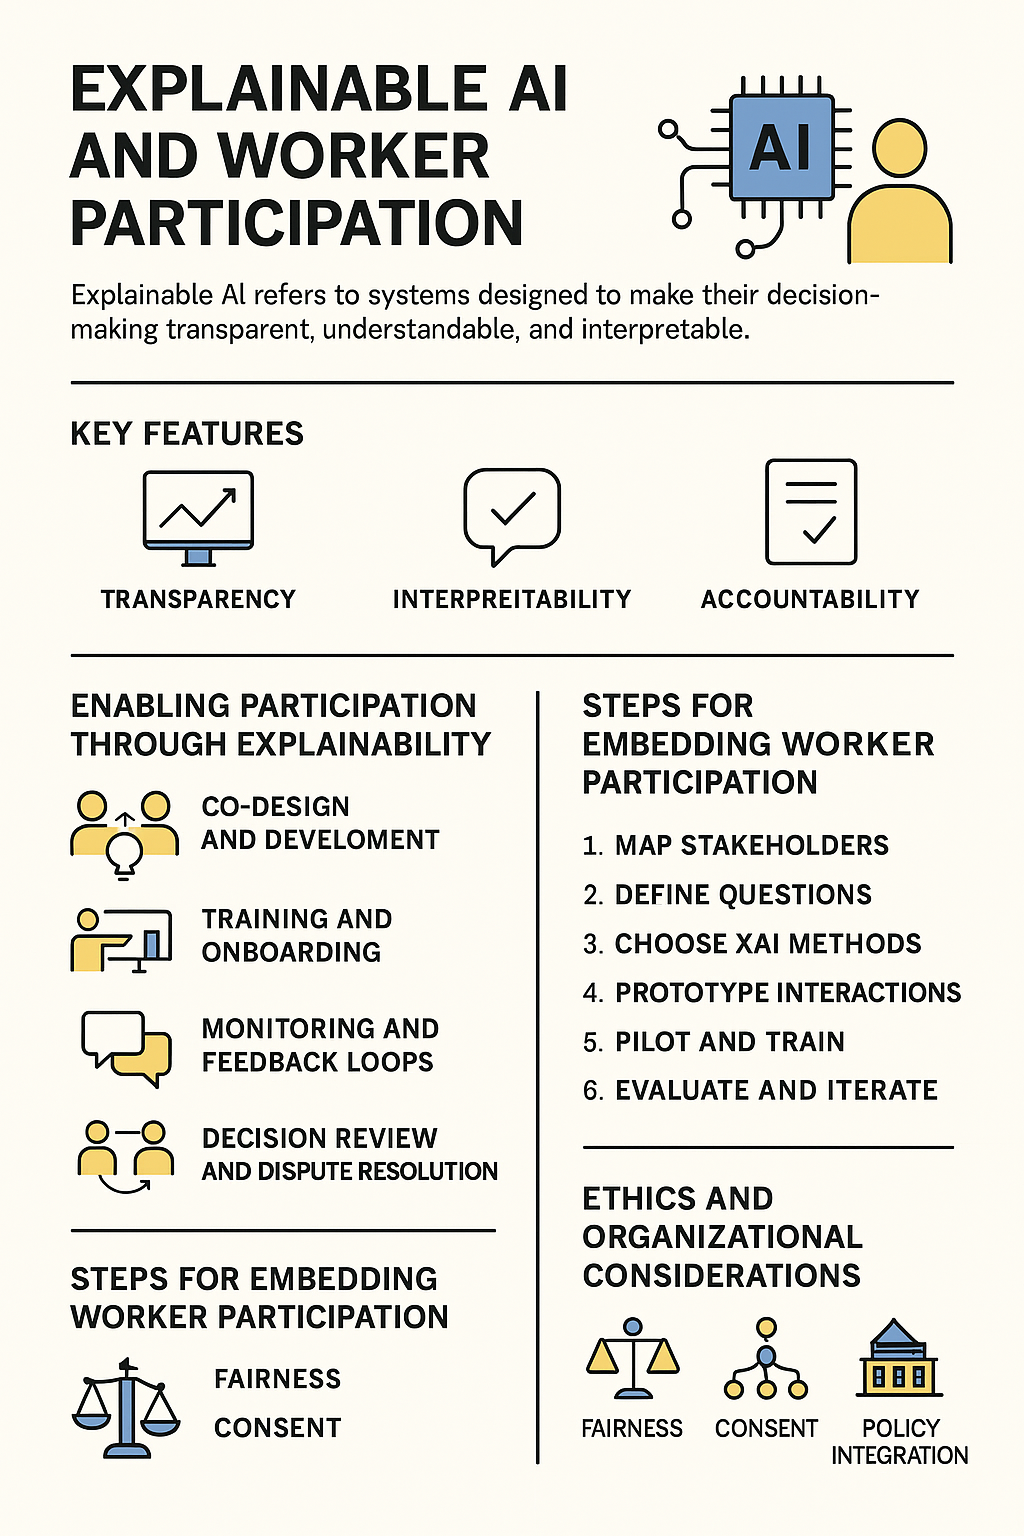 EXPLAINABLE AI
AND WORKER
PARTICIPATION
AI
Explainable AI refers to systems designed to make their decision-
making transparent, understandable, and interpretable.
KEY FEATURES
TRANSPARENCY
INTERPREITABILITY
ACCOUNTABILITY
ENABLING PARTICIPATION
THROUGH EXPLAINABILITY
CO-DESIGN
AND DEVELOMENT
TRAINING AND
ONBOARDING
MONITORING AND
FEEDBACK LOOPS
DECISION REVIEW
AND DISPUTE RESOLUTION
STEPS FOR EMBEDDING
WORKER PARTICIPATION
FAIRNESS
CONSENT
STEPS FOR
EMBEDDING WORKER
PARTICIPATION
1. MAP STAKEHOLDERS
2. DEFINE QUESTIONS
3. CHOOSE XAI METHODS
4. PROTOTYPE INTERACTIONS
5. PILOT AND TRAIN
6. EVALUATE AND ITERATE
ETHICS AND
ORGANIZATIONAL
CONSIDERATIONS
FAIRNESS
CONSENT
POLICY
INTEGRATION